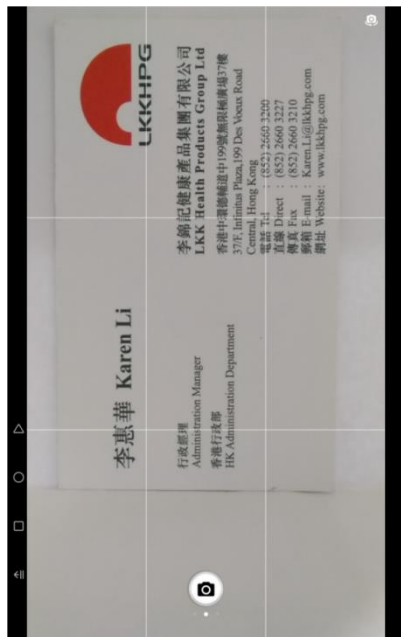 LKKHPG
李惠華 Karen Li
行政經理
Administration Manager
香港行政部
HK Administration Department
李錦記健康產品集團有限公司
LKK Health Products Group Ltd
香港中環德輔道中199號無限極廣場37樓
37/F, Infinitus Plaza,199 Des Voeux Road
Central, Hong Kong
電話 Tel : (852) 2660 3200
直線 Direct : (852) 2660 3227
傳真 Fax : (852) 2660 3210
郵箱 E-mail : Karen.Li@lkkhpg.com
網址 Website: www.lkkhpg.com